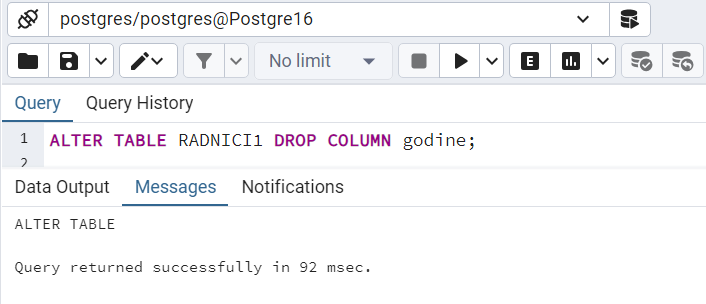 postgres/postgres@Postgre16
No limit
E
Query Query History
1 ALTER TABLE RADNICI1 DROP COLUMN godine;
2
Data Output Messages Notifications
ALTER TABLE
Query returned successfully in 92 msec.